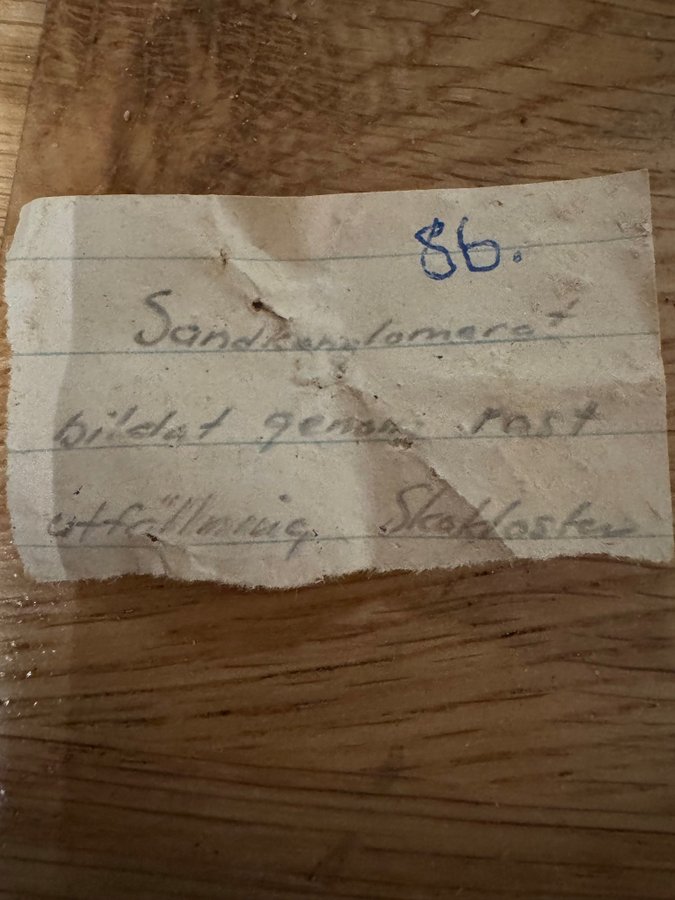 86.
Sandkonglomerat
bildat genom rost
utfällning Skokloster